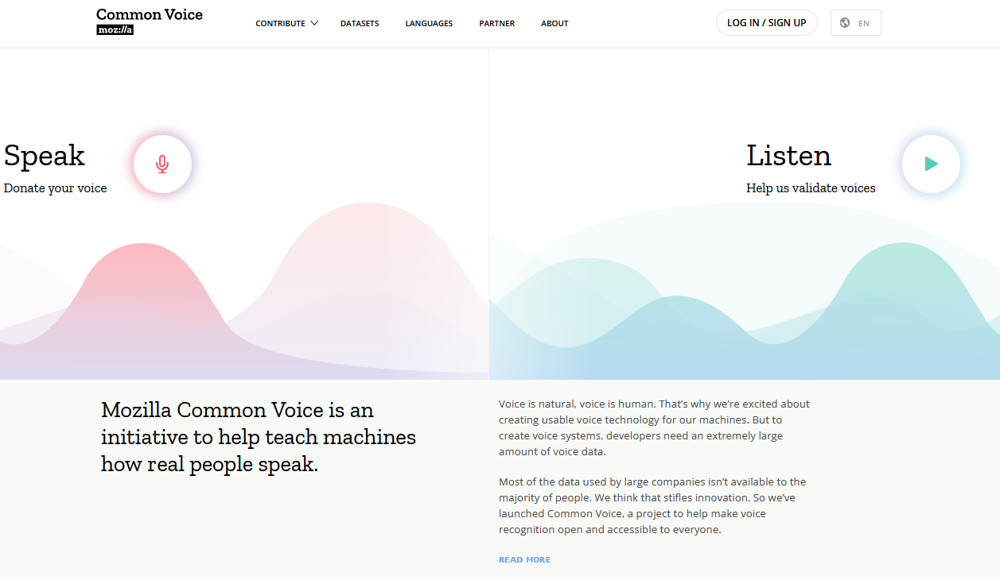 Common Voice
moz://a
CONTRIBUTE
DATASETS
LANGUAGES
PARTNER
ABOUT
LOG IN / SIGN UP
EN
Speak
Donate your voice
Listen
Help us validate voices
Mozilla Common Voice is an
initiative to help teach machines
how real people speak.
Voice is natural, voice is human. That’s why we’re excited about
creating usable voice technology for our machines. But to
create voice systems, developers need an extremely large
amount of voice data.
Most of the data used by large companies isn’t available to the
majority of people. We think that stifles innovation. So we’ve
launched Common Voice, a project to help make voice
recognition open and accessible to everyone.
READ MORE